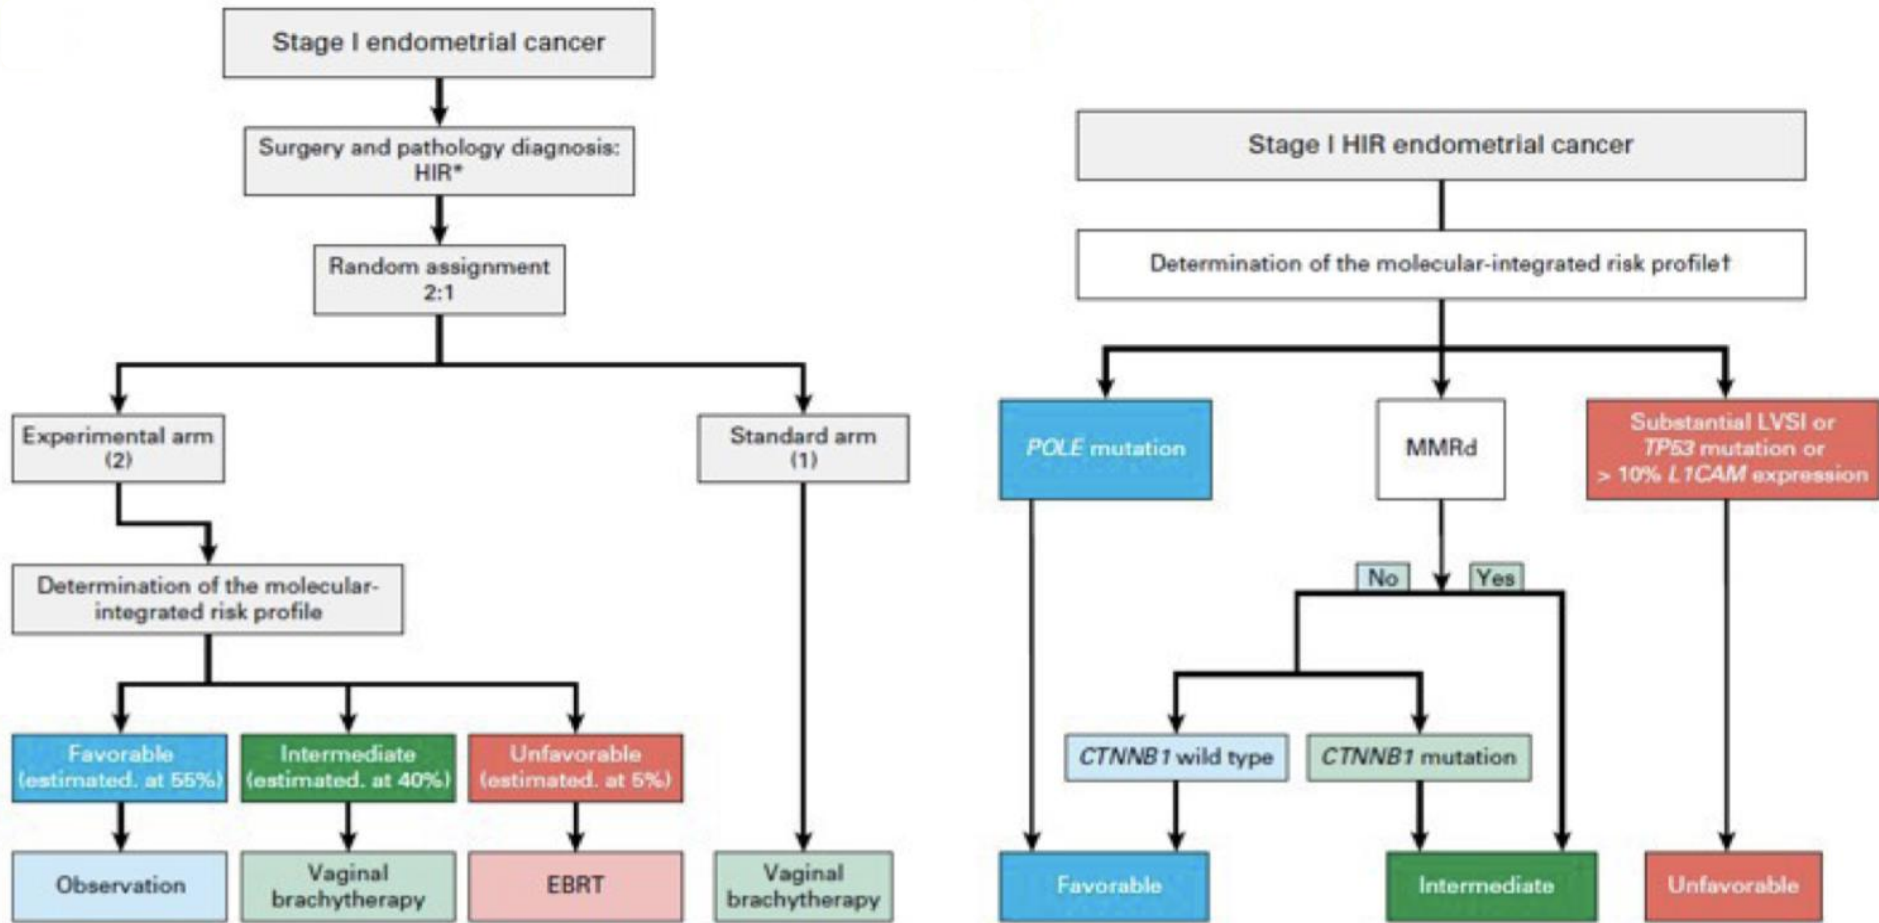 Stage I endometrial cancer
Surgery and pathology diagnosis:
HIR*
Random assignment
2:1
Experimental arm
(2)
Standard arm
(1)
Determination of the molecular-
integrated risk profile
Favorable
(estimated. at 55%)
Intermediate
(estimated. at 40%)
Unfavorable
(estimated. at 5%)
Observation
Vaginal
brachytherapy
EBRT
Vaginal
brachytherapy
Stage I HIR endometrial cancer
Determination of the molecular-integrated risk profile†
POLE mutation
MMRd
Substantial LVSI or
TP53 mutation or
> 10% L1CAM expression
No
Yes
CTNNB1 wild type
CTNNB1 mutation
Favorable
Intermediate
Unfavorable